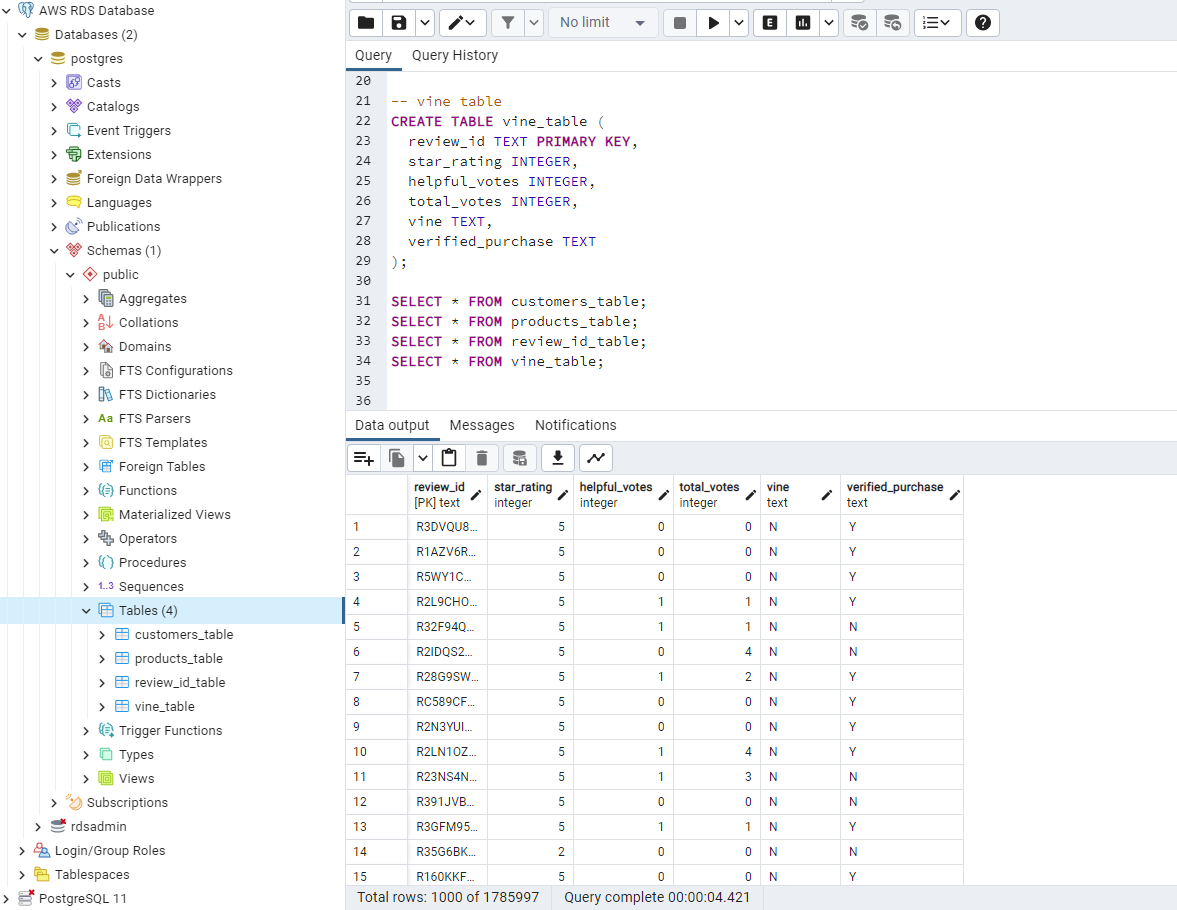 AWS RDS Database
Databases (2)
postgres
Casts
Catalogs
Event Triggers
Extensions
Foreign Data Wrappers
Languages
Publications
Schemas (1)
public
Aggregates
Collations
Domains
FTS Configurations
FTS Dictionaries
Aa FTS Parsers
FTS Templates
Foreign Tables
Functions
Materialized Views
Operators
Procedures
1..3 Sequences
Tables (4)
customers_table
products_table
review_id_table
vine_table
Trigger Functions
Types
Views
Subscriptions
rdsadmin
Login/Group Roles
Tablespaces
PostgreSQL 11
No limit
E
Query Query History
20
21 -- vine table
22 CREATE TABLE vine_table (
23 review_id TEXT PRIMARY KEY,
24 star_rating INTEGER,
25 helpful_votes INTEGER,
26 total_votes INTEGER,
27 vine TEXT,
28 verified_purchase TEXT
29 );
30
31 SELECT * FROM customers_table;
32 SELECT * FROM products_table;
33 SELECT * FROM review_id_table;
34 SELECT * FROM vine_table;
35
36
Data output Messages Notifications
review_id star_rating helpful_votes total_votes vine verified_purchase
[PK] text integer integer integer text text
1 R3DVQU8... 5 0 0 N Y
2 R1AZV6R... 5 0 0 N Y
3 R5WY1C... 5 0 0 N Y
4 R2L9CHO... 5 1 1 N Y
5 R32F94Q... 5 1 1 N N
6 R2IDQS2... 5 0 4 N N
7 R28G9SW... 5 1 2 N Y
8 RC589CF... 5 0 0 N Y
9 R2N3YUI... 5 0 0 N Y
10 R2LN1OZ... 5 1 4 N Y
11 R23NS4N... 5 1 3 N N
12 R391JVB... 5 0 0 N N
13 R3GFM95... 5 1 1 N Y
14 R35G6BK... 2 0 0 N N
15 R160KKF... 5 0 0 N Y
Total rows: 1000 of 1785997 Query complete 00:00:04.421